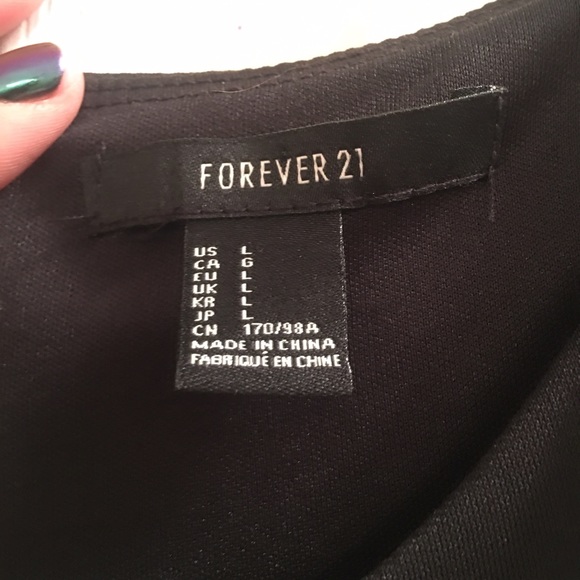 FOREVER 21
US L
CA G
EU L
UK L
KR L
JP L
CN 170/98A
MADE IN CHINA
FABRIQUÉ EN CHINE